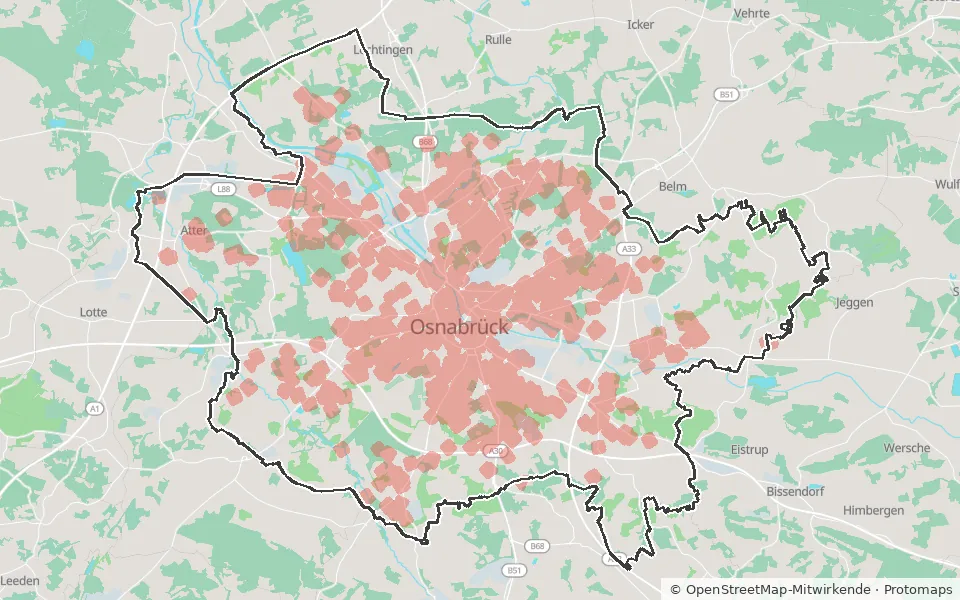 Vehrte
Icker
Rulle
Lechtingen
B51
B68
Belm
Wulf
L88
Atter
A33
Jeggen
Lotte
Osnabrück
A1
A30
Eistrup
Wersche
Bissendorf
Himbergen
B68
B51
Leeden
© OpenStreetMap-Mitwirkende · Protomaps